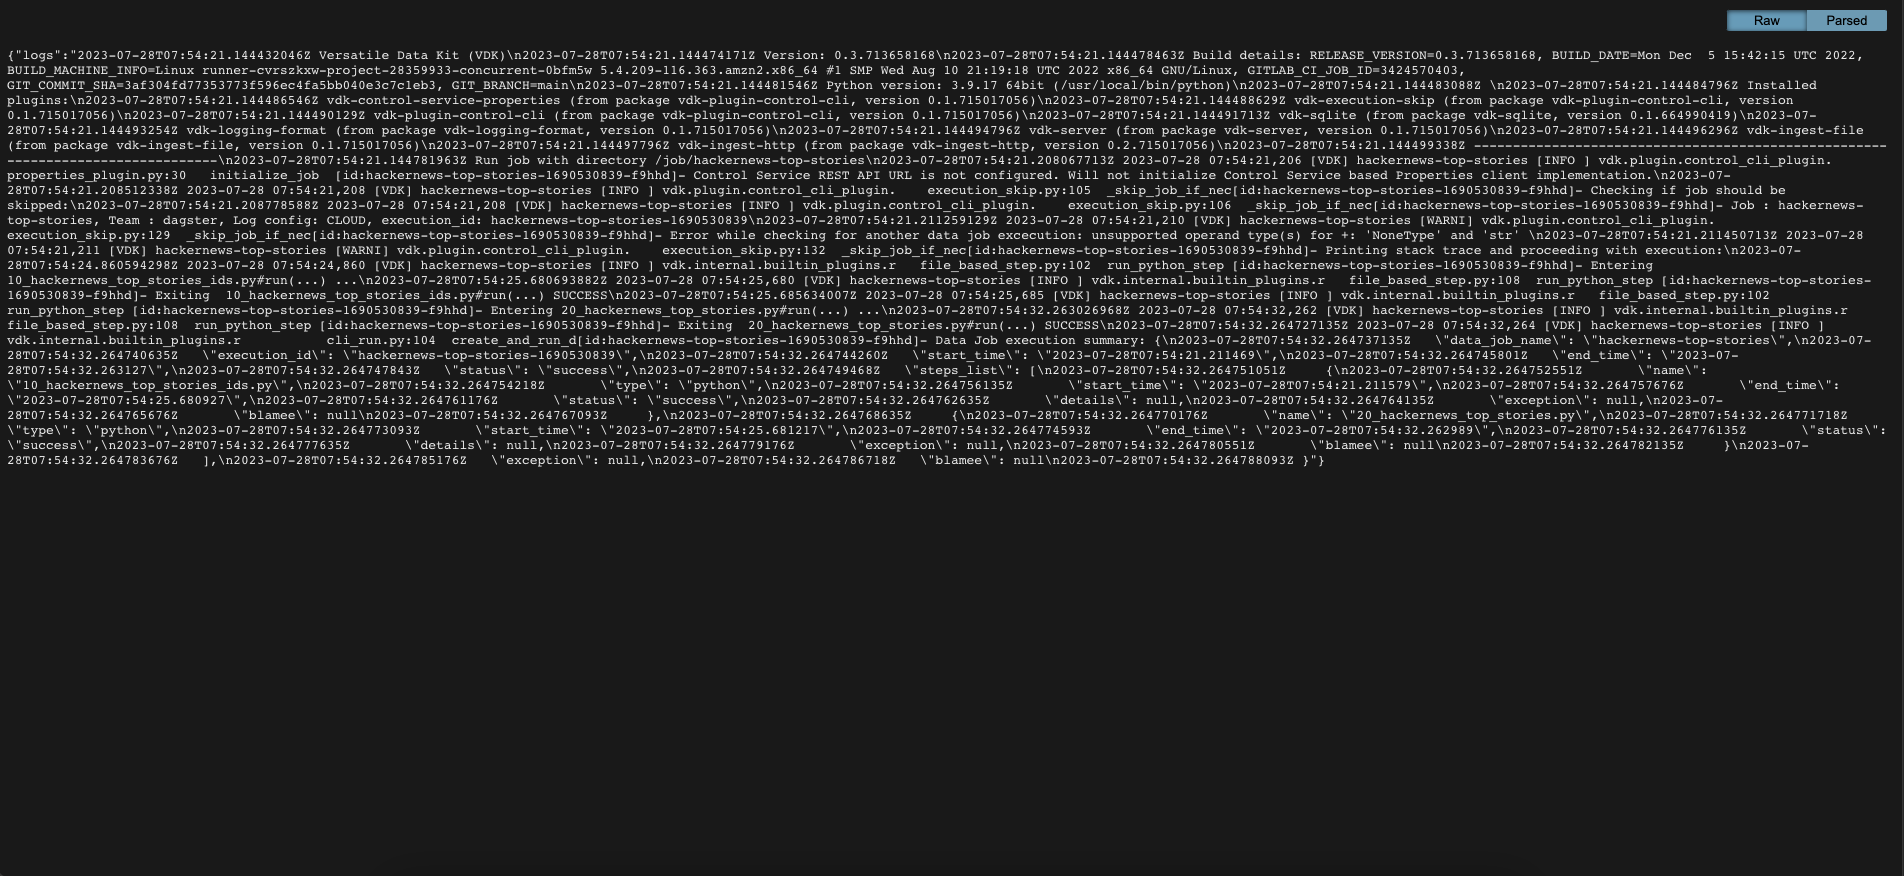 Raw Parsed
{"logs":"2023-07-28T07:54:21.144432046Z Versatile Data Kit (VDK)\n2023-07-28T07:54:21.144474171Z Version: 0.3.713658168\n2023-07-28T07:54:21.144478463Z Build details: RELEASE_VERSION=0.3.713658168, BUILD_DATE=Mon Dec  5 15:42:15 UTC 2022,
BUILD_MACHINE_INFO=Linux runner-cvrszkxw-project-28359933-concurrent-0bfm5w 5.4.209-116.363.amzn2.x86_64 #1 SMP Wed Aug 10 21:19:18 UTC 2022 x86_64 GNU/Linux, GITLAB_CI_JOB_ID=3424570403,
GIT_COMMIT_SHA=3af304fd77353773f596ec4fa5bb040e3c7c1eb3, GIT_BRANCH=main\n2023-07-28T07:54:21.144481546Z Python version: 3.9.17 64bit (/usr/local/bin/python)\n2023-07-28T07:54:21.144483088Z \n2023-07-28T07:54:21.144484796Z Installed
plugins:\n2023-07-28T07:54:21.144486546Z vdk-control-service-properties (from package vdk-plugin-control-cli, version 0.1.715017056)\n2023-07-28T07:54:21.144488629Z vdk-execution-skip (from package vdk-plugin-control-cli, version
0.1.715017056)\n2023-07-28T07:54:21.144490129Z vdk-plugin-control-cli (from package vdk-plugin-control-cli, version 0.1.715017056)\n2023-07-28T07:54:21.144491713Z vdk-sqlite (from package vdk-sqlite, version 0.1.664990419)\n2023-07-
28T07:54:21.144493254Z vdk-logging-format (from package vdk-logging-format, version 0.1.715017056)\n2023-07-28T07:54:21.144494796Z vdk-server (from package vdk-server, version 0.1.715017056)\n2023-07-28T07:54:21.144496296Z vdk-ingest-file
(from package vdk-ingest-file, version 0.1.715017056)\n2023-07-28T07:54:21.144497796Z vdk-ingest-http (from package vdk-ingest-http, version 0.2.715017056)\n2023-07-28T07:54:21.144499338Z -----------------------------------------------------
---------------------------\n2023-07-28T07:54:21.144781963Z Run job with directory /job/hackernews-top-stories\n2023-07-28T07:54:21.208067713Z 2023-07-28 07:54:21,206 [VDK] hackernews-top-stories [INFO ] vdk.plugin.control_cli_plugin.
properties_plugin.py:30   initialize_job  [id:hackernews-top-stories-1690530839-f9hhd]- Control Service REST API URL is not configured. Will not initialize Control Service based Properties client implementation.\n2023-07-
28T07:54:21.208512338Z 2023-07-28 07:54:21,208 [VDK] hackernews-top-stories [INFO ] vdk.plugin.control_cli_plugin.    execution_skip.py:105  _skip_job_if_nec[id:hackernews-top-stories-1690530839-f9hhd]- Checking if job should be
skipped:\n2023-07-28T07:54:21.208778588Z 2023-07-28 07:54:21,208 [VDK] hackernews-top-stories [INFO ] vdk.plugin.control_cli_plugin.    execution_skip.py:106  _skip_job_if_nec[id:hackernews-top-stories-1690530839-f9hhd]- Job : hackernews-
top-stories, Team : dagster, Log config: CLOUD, execution_id: hackernews-top-stories-1690530839\n2023-07-28T07:54:21.211259129Z 2023-07-28 07:54:21,210 [VDK] hackernews-top-stories [WARNI] vdk.plugin.control_cli_plugin.
execution_skip.py:129  _skip_job_if_nec[id:hackernews-top-stories-1690530839-f9hhd]- Error while checking for another data job execution: unsupported operand type(s) for +: 'NoneType' and 'str' \n2023-07-28T07:54:21.211450713Z 2023-07-28
07:54:21,211 [VDK] hackernews-top-stories [WARNI] vdk.plugin.control_cli_plugin.    execution_skip.py:132  _skip_job_if_nec[id:hackernews-top-stories-1690530839-f9hhd]- Printing stack trace and proceeding with execution:\n2023-07-
28T07:54:24.860594298Z 2023-07-28 07:54:24,860 [VDK] hackernews-top-stories [INFO ] vdk.internal.builtin_plugins.r   file_based_step.py:102  run_python_step [id:hackernews-top-stories-1690530839-f9hhd]- Entering
10_hackernews_top_stories_ids.py#run(...) ...\n2023-07-28T07:54:25.680693882Z 2023-07-28 07:54:25,680 [VDK] hackernews-top-stories [INFO ] vdk.internal.builtin_plugins.r   file_based_step.py:108  run_python_step [id:hackernews-top-stories-
1690530839-f9hhd]- Exiting  10_hackernews_top_stories_ids.py#run(...) SUCCESS\n2023-07-28T07:54:25.685634007Z 2023-07-28 07:54:25,685 [VDK] hackernews-top-stories [INFO ] vdk.internal.builtin_plugins.r   file_based_step.py:102
run_python_step [id:hackernews-top-stories-1690530839-f9hhd]- Entering 20_hackernews_top_stories.py#run(...) ...\n2023-07-28T07:54:32.263026968Z 2023-07-28 07:54:32,262 [VDK] hackernews-top-stories [INFO ] vdk.internal.builtin_plugins.r
file_based_step.py:108  run_python_step [id:hackernews-top-stories-1690530839-f9hhd]- Exiting  20_hackernews_top_stories.py#run(...) SUCCESS\n2023-07-28T07:54:32.264727135Z 2023-07-28 07:54:32,264 [VDK] hackernews-top-stories [INFO ]
vdk.internal.builtin_plugins.r           cli_run.py:104  create_and_run_d[id:hackernews-top-stories-1690530839-f9hhd]- Data Job execution summary: {\n2023-07-28T07:54:32.264737135Z   \"data_job_name\": \"hackernews-top-stories\",\n2023-07-
28T07:54:32.264740635Z   \"execution_id\": \"hackernews-top-stories-1690530839\",\n2023-07-28T07:54:32.264744260Z   \"start_time\": \"2023-07-28T07:54:21.211469\",\n2023-07-28T07:54:32.264745801Z   \"end_time\": \"2023-07-
28T07:54:32.263127\",\n2023-07-28T07:54:32.264747843Z   \"status\": \"success\",\n2023-07-28T07:54:32.264749468Z   \"steps_list\": [\n2023-07-28T07:54:32.264751051Z     {\n2023-07-28T07:54:32.264752551Z       \"name\":
\"10_hackernews_top_stories_ids.py\",\n2023-07-28T07:54:32.264754218Z       \"type\": \"python\",\n2023-07-28T07:54:32.264756135Z       \"start_time\": \"2023-07-28T07:54:21.211579\",\n2023-07-28T07:54:32.264757676Z       \"end_time\":
\"2023-07-28T07:54:25.680927\",\n2023-07-28T07:54:32.264761176Z       \"status\": \"success\",\n2023-07-28T07:54:32.264762635Z       \"details\": null,\n2023-07-28T07:54:32.264764135Z       \"exception\": null,\n2023-07-
28T07:54:32.264765676Z       \"blamee\": null\n2023-07-28T07:54:32.264767093Z     },\n2023-07-28T07:54:32.264768635Z     {\n2023-07-28T07:54:32.264770176Z       \"name\": \"20_hackernews_top_stories.py\",\n2023-07-28T07:54:32.264771718Z
\"type\": \"python\",\n2023-07-28T07:54:32.264773093Z       \"start_time\": \"2023-07-28T07:54:25.681217\",\n2023-07-28T07:54:32.264774593Z       \"end_time\": \"2023-07-28T07:54:32.262989\",\n2023-07-28T07:54:32.264776135Z       \"status\":
\"success\",\n2023-07-28T07:54:32.264777635Z       \"details\": null,\n2023-07-28T07:54:32.264779176Z       \"exception\": null,\n2023-07-28T07:54:32.264780551Z       \"blamee\": null\n2023-07-28T07:54:32.264782135Z     }\n2023-07-
28T07:54:32.264783676Z   ],\n2023-07-28T07:54:32.264785176Z   \"exception\": null,\n2023-07-28T07:54:32.264786718Z   \"blamee\": null\n2023-07-28T07:54:32.264788093Z }"}